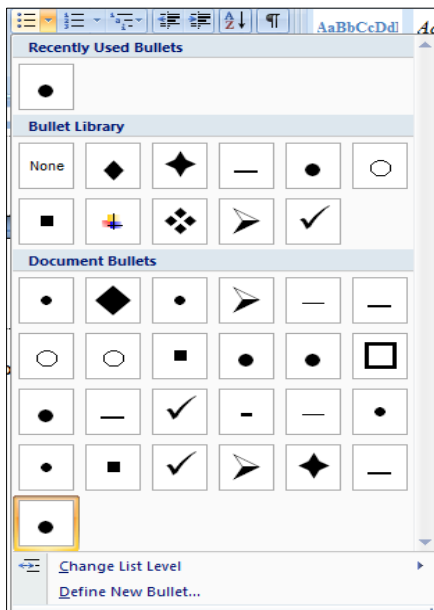 AaBbCcDdI
Recently Used Bullets
Bullet Library
None
Document Bullets
Change List Level
Define New Bullet...